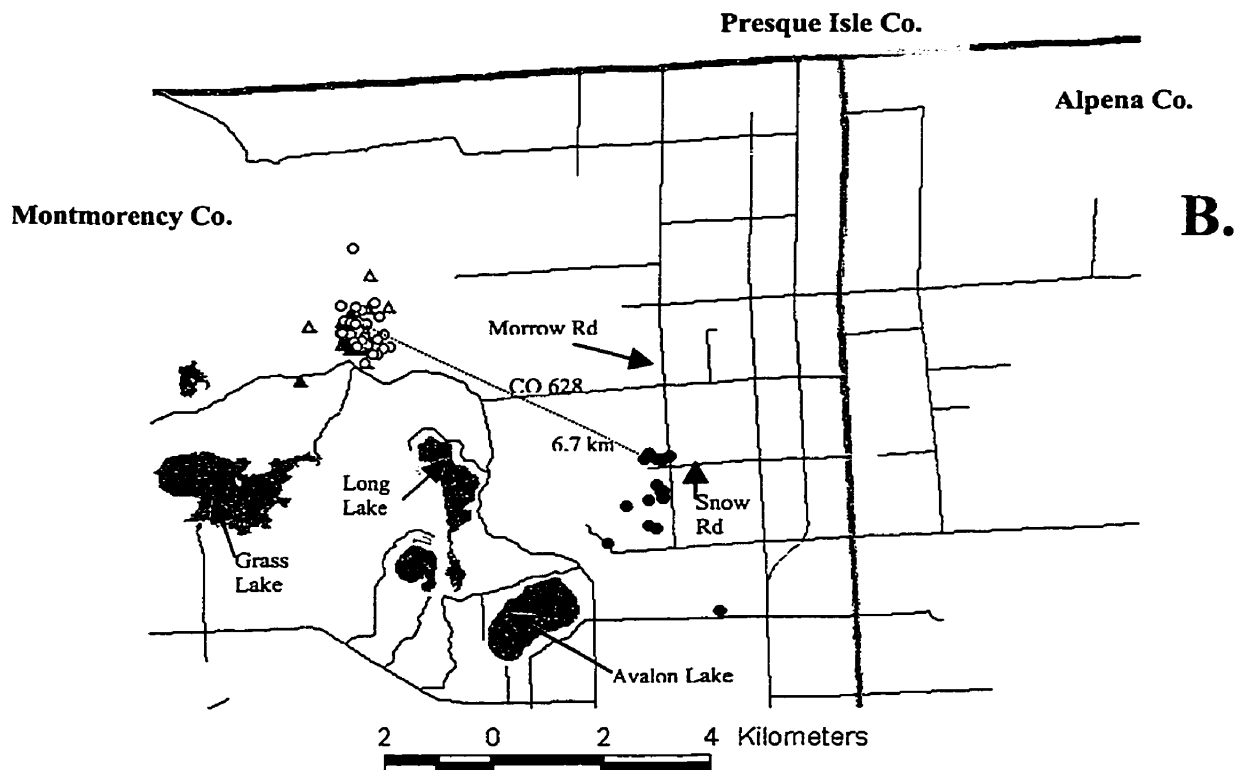 Presque Isle Co.
Alpena Co.
Montmorency Co.
B.
Morrow Rd
CO 628
6.7 km
Long
Lake
Snow
Rd
Grass
Lake
Avalon Lake
2 0 2 4 Kilometers